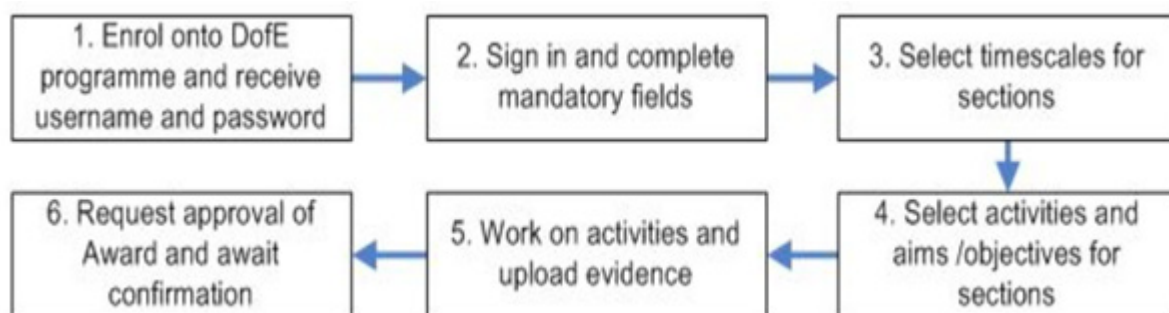 1. Enrol onto DofE
programme and receive
username and password
2. Sign in and complete
mandatory fields
3. Select timescales for
sections
4. Select activities and
aims /objectives for
sections
5. Work on activities and
upload evidence
6. Request approval of
Award and await
confirmation